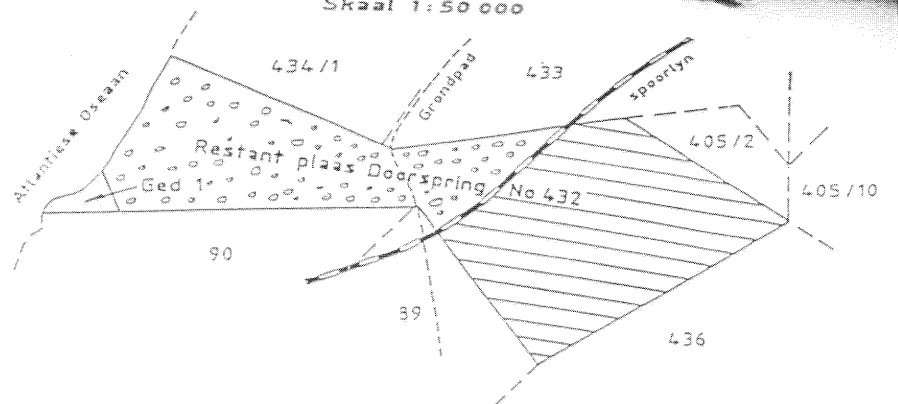 Skaal 1:50 000
434/1
433
Grondpad
spoorlyn
Atlantiese Oseaan
405/2
Restant plaas Doorspring No 432
Ged 1
405/10
90
89
436